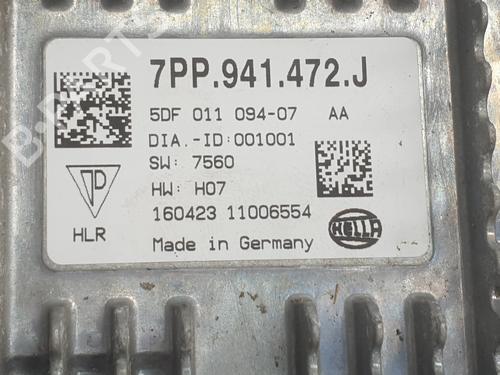 7PP.941.472.J
5DF 011 094-07 AA
DIA.-ID:001001
SW: 7560
HW: H07
160423 11006554
HLR
Made in Germany
HELLA
B-PARTS